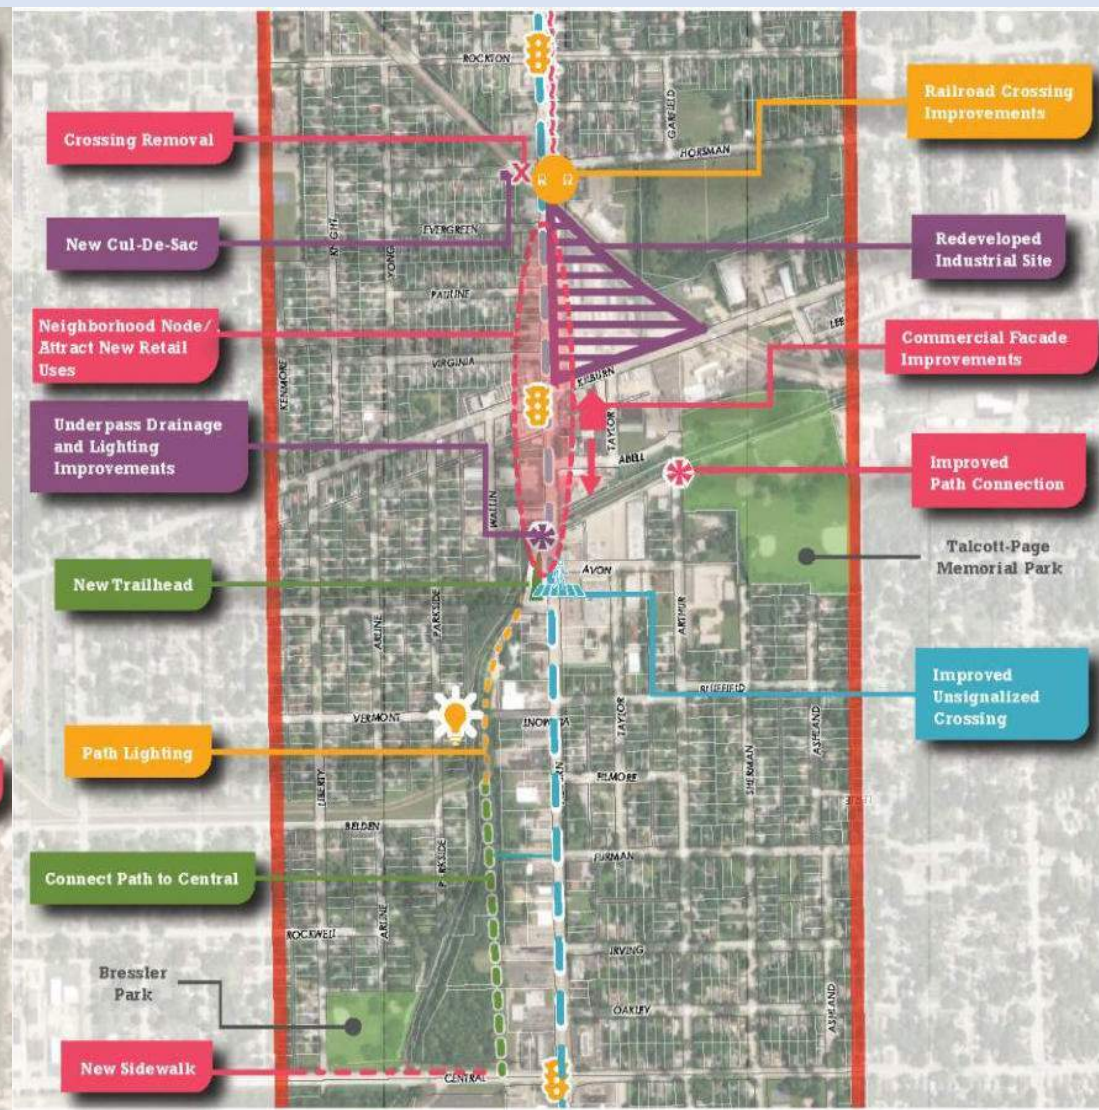 ROCKTON
GARFIELD
Railroad Crossing
Improvements
Crossing Removal
HORSMAN
KNIGHT
New Cul-De-Sac
EVERGREEN
YONGE
Redeveloped
Industrial Site
PAULINE
Neighborhood Node/
Attract New Retail
Uses
Commercial Facade
Improvements
VIRGINIA
KENMORE
KILBURN
TAYLOR
Underpass Drainage
and Lighting
Improvements
ABELL
Improved
Path Connection
WALLIN
Talcott-Page
Memorial Park
AVON
New Trailhead
ARLINE
PARKSIDE
ARTHUR
BLUEFIELD
Improved
Unsignalized
Crossing
VERMONT
TAYLOR
SHERMAN
ASHLAND
Path Lighting
LIBERTY
FILMORE
BELDEN
PARKSIDE
FURMAN
Connect Path to Central
ARLINE
ROCKWELL
IRVING
Bressler
Park
OAKLEY
ASHLAND
New Sidewalk
CENTRAL